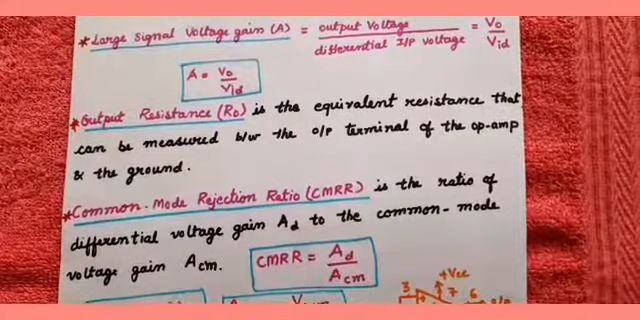 *Large Signal Voltage gain (A) = output Voltage / differential I/P voltage = Vo / Vid
A = Vo / Vid
*Output Resistance (Ro) is the equivalent resistance that
can be measured b/w the o/p terminal of the op-amp
& the ground.
*Common-Mode Rejection Ratio (CMRR) is the ratio of
differential voltage gain Ad to the common-mode
voltage gain Acm.
CMRR = Ad / Acm
+Vcc
3
7
6